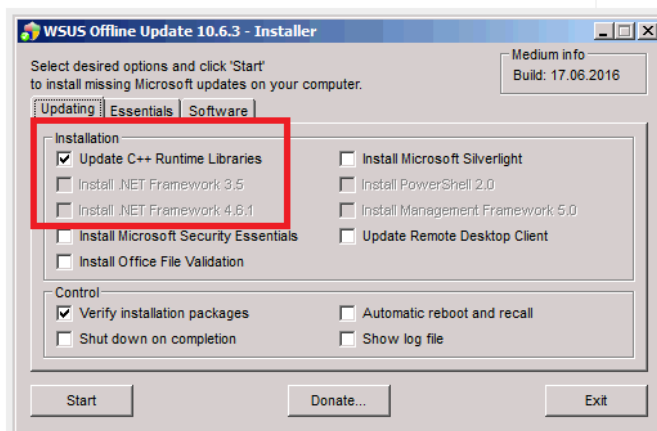 WSUS Offline Update 10.6.3 - Installer
Select desired options and click 'Start'
to install missing Microsoft updates on your computer.
Medium info
Build: 17.06.2016
Updating Essentials Software
Installation
Update C++ Runtime Libraries
Install Microsoft Silverlight
Install .NET Framework 3.5
Install PowerShell 2.0
Install .NET Framework 4.6.1
Install Management Framework 5.0
Install Microsoft Security Essentials
Update Remote Desktop Client
Install Office File Validation
Control
Verify installation packages
Automatic reboot and recall
Shut down on completion
Show log file
Start
Donate...
Exit